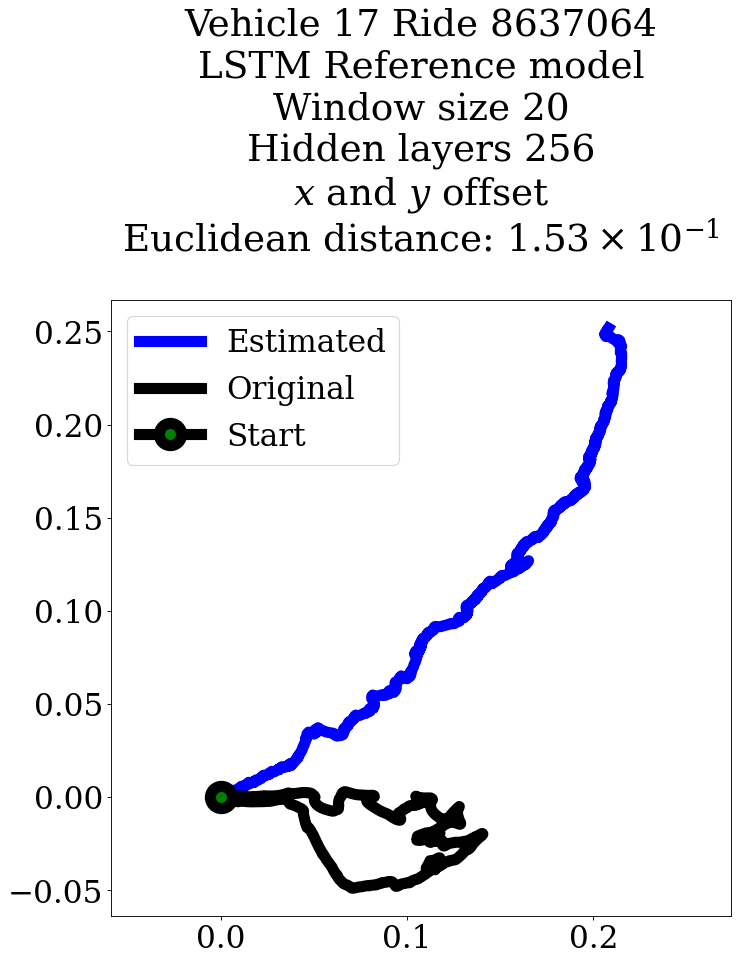 Vehicle 17 Ride 8637064
LSTM Reference model
Window size 20
Hidden layers 256
x and y offset
Euclidean distance: 1.53 × 10⁻¹
Estimated
Original
Start
0.25
0.20
0.15
0.10
0.05
0.00
−0.05
0.0 0.1 0.2